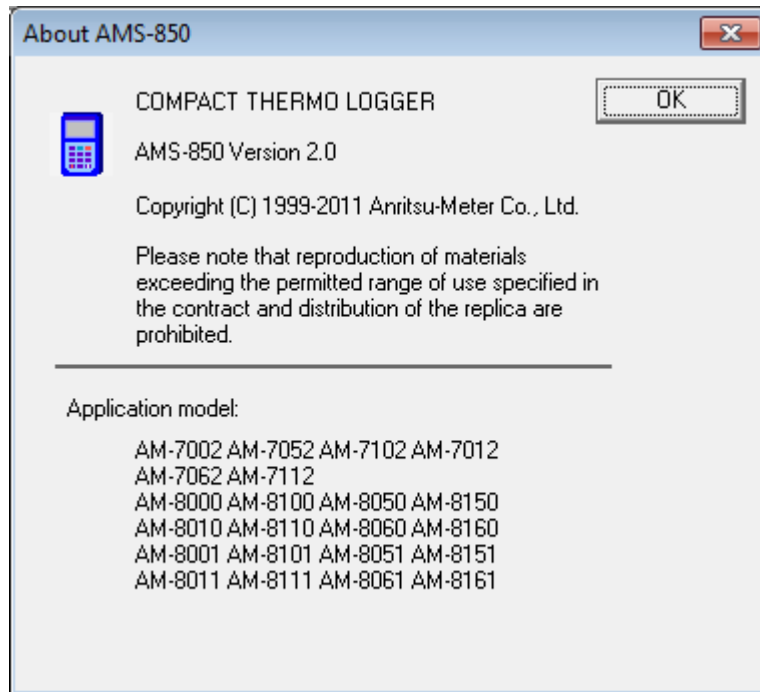 About AMS-850
COMPACT THERMO LOGGER
OK
AMS-850 Version 2.0
Copyright (C) 1999-2011 Anritsu-Meter Co., Ltd.
Please note that reproduction of materials
exceeding the permitted range of use specified in
the contract and distribution of the replica are
prohibited.
Application model:
AM-7002 AM-7052 AM-7102 AM-7012
AM-7062 AM-7112
AM-8000 AM-8100 AM-8050 AM-8150
AM-8010 AM-8110 AM-8060 AM-8160
AM-8001 AM-8101 AM-8051 AM-8151
AM-8011 AM-8111 AM-8061 AM-8161